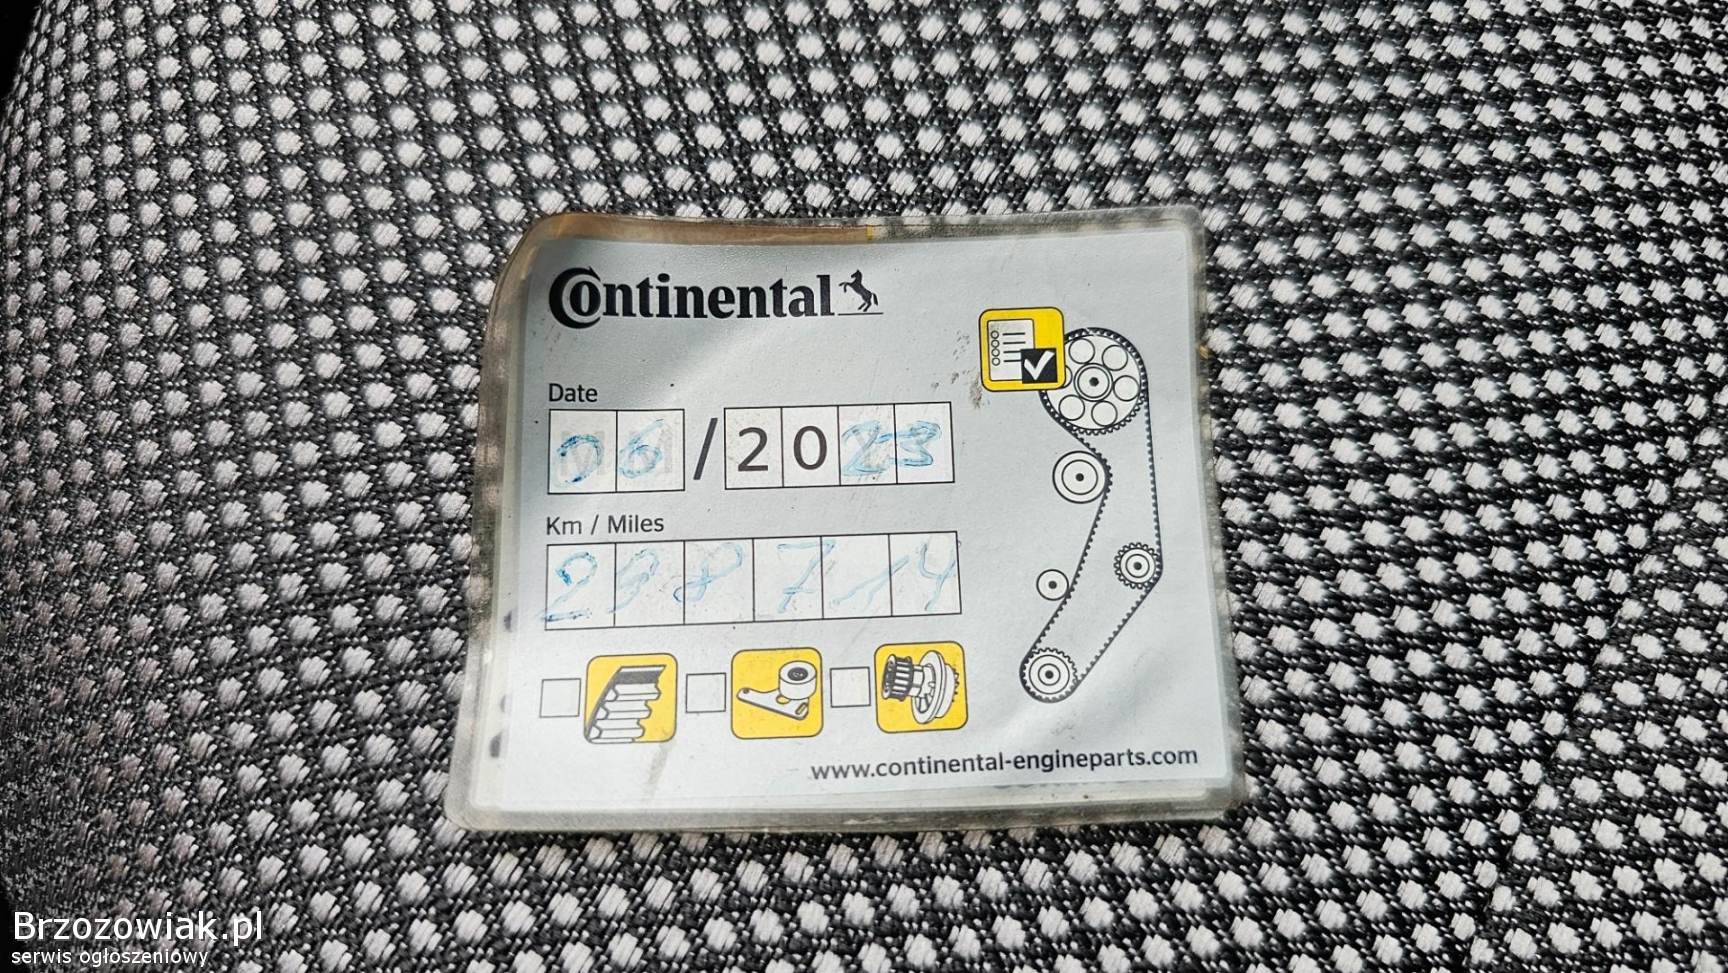 Continental
Date
06/2023
Km / Miles
238714
www.continental-engineparts.com
Brzozowiak.pl
serwis ogłoszeniowy